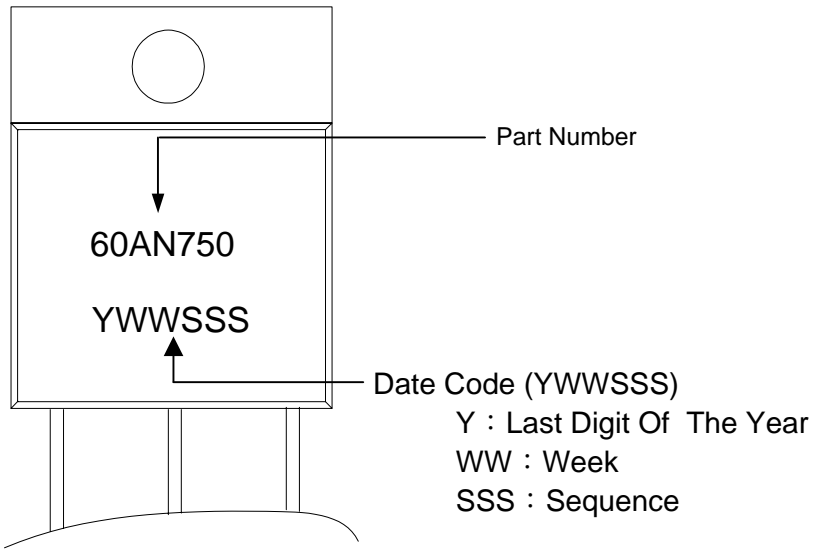 Part Number
60AN750
YWWSSS
Date Code (YWWSSS)
Y：Last Digit Of The Year
WW：Week
SSS：Sequence